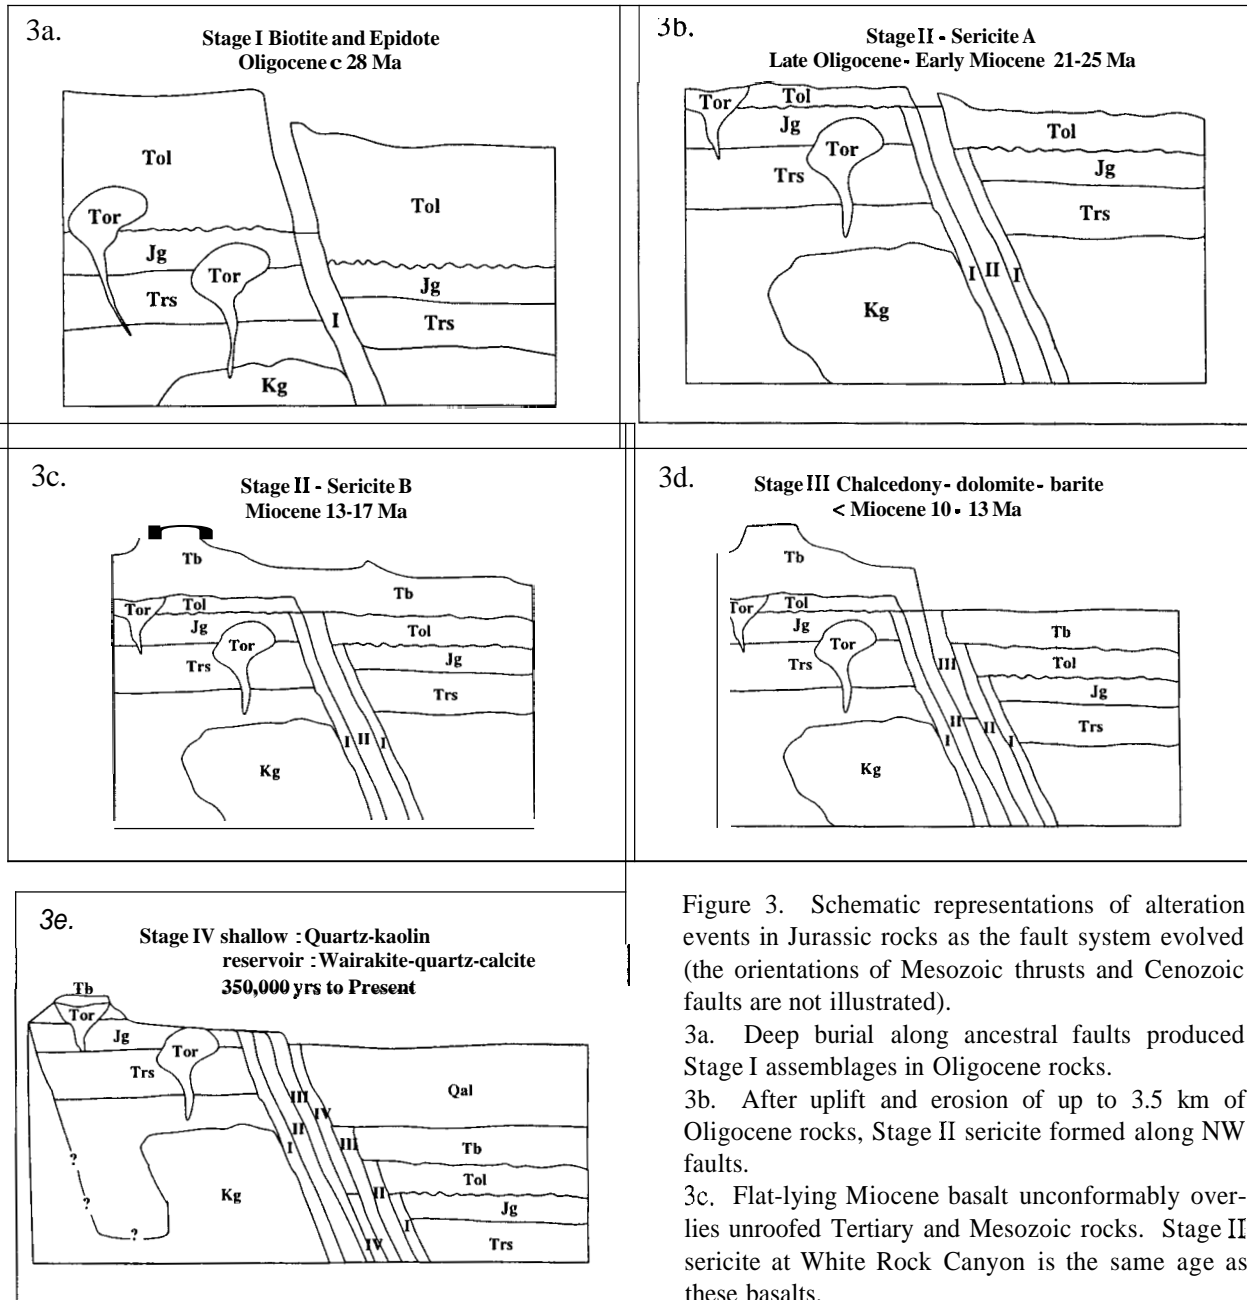 3a.
Stage I Biotite and Epidote
Oligocene c 28 Ma
Tol
Tor
Tol
Jg
Tor
Jg
Trs
I
Trs
Kg
3b.
Stage II - Sericite A
Late Oligocene - Early Miocene 21-25 Ma
Tor
Tol
Jg
Tol
Tor
Trs
Jg
Trs
I II I
Kg
3c.
Stage II - Sericite B
Miocene 13-17 Ma
Tb
Tb
Tor
Tol
Jg
Tol
Tor
Trs
Jg
Trs
I II I
Kg
3d.
Stage III Chalcedony - dolomite - barite
< Miocene 10 - 13 Ma
Tb
Tor
Tol
Jg
Tb
Tor
Trs
III
Tol
Jg
II
II
Trs
I
I
Kg
3e.
Stage IV shallow : Quartz-kaolin
reservoir : Wairakite-quartz-calcite
350,000 yrs to Present
Tb
Tor
Jg
Tor
Trs
Qal
III
IV
II
III
I
Tb
?
Tol
II
Kg
?
Jg
I
?
IV
Trs
Figure 3. Schematic representations of alteration
events in Jurassic rocks as the fault system evolved
(the orientations of Mesozoic thrusts and Cenozoic
faults are not illustrated).
3a. Deep burial along ancestral faults produced
Stage I assemblages in Oligocene rocks.
3b. After uplift and erosion of up to 3.5 km of
Oligocene rocks, Stage II sericite formed along NW
faults.
3c. Flat-lying Miocene basalt unconformably over-
lies unroofed Tertiary and Mesozoic rocks. Stage II
sericite at White Rock Canyon is the same age as
these basalts.